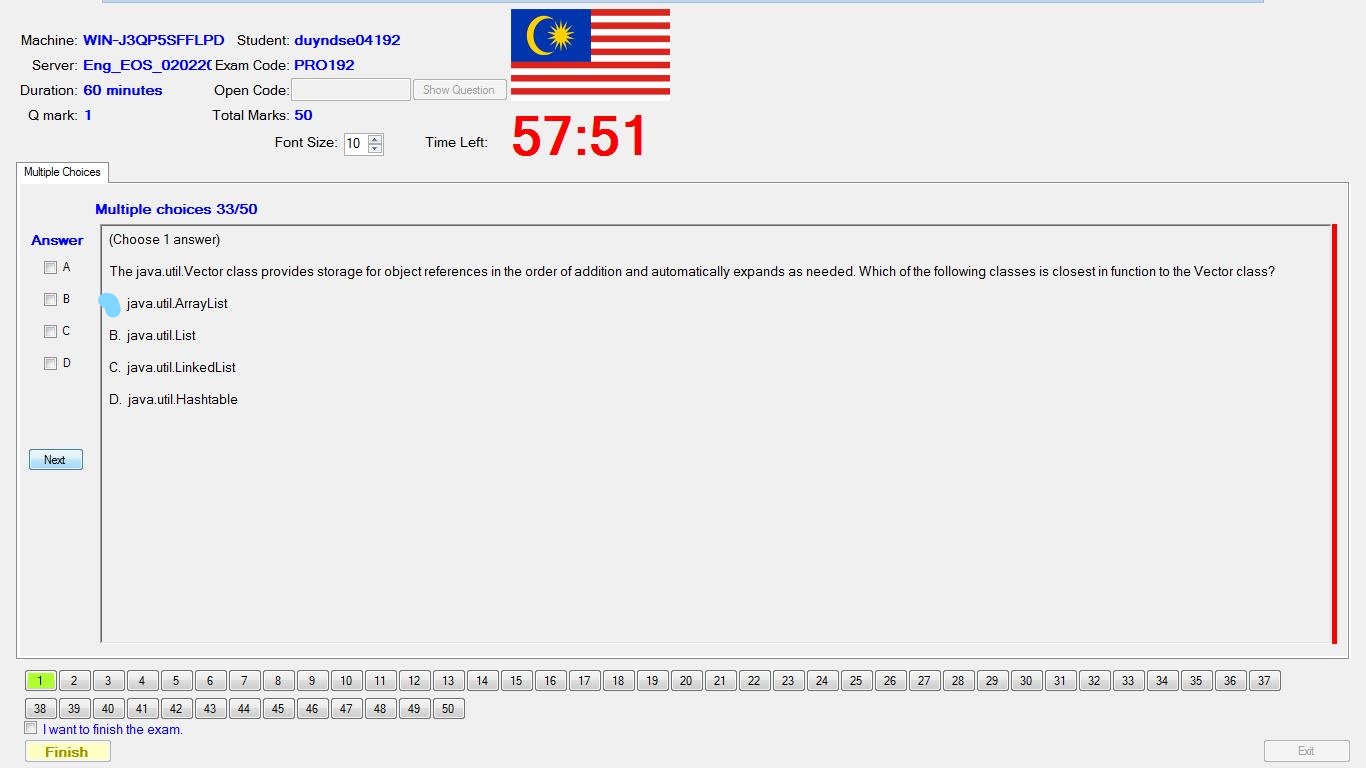 Machine: WIN-J3QP5SFFLPD Student: duyndse04192
Server: Eng_EOS_020220 Exam Code: PRO192
Duration: 60 minutes Open Code: Show Question
Q mark: 1 Total Marks: 50
Font Size: 10 Time Left: 57:51
Multiple Choices
Multiple choices 33/50
Answer
(Choose 1 answer)
A
The java.util.Vector class provides storage for object references in the order of addition and automatically expands as needed. Which of the following classes is closest in function to the Vector class?
B
java.util.ArrayList
C
B. java.util.List
D
C. java.util.LinkedList
D. java.util.Hashtable
Next
1 2 3 4 5 6 7 8 9 10 11 12 13 14 15 16 17 18 19 20 21 22 23 24 25 26 27 28 29 30 31 32 33 34 35 36 37
38 39 40 41 42 43 44 45 46 47 48 49 50
I want to finish the exam.
Finish Exit